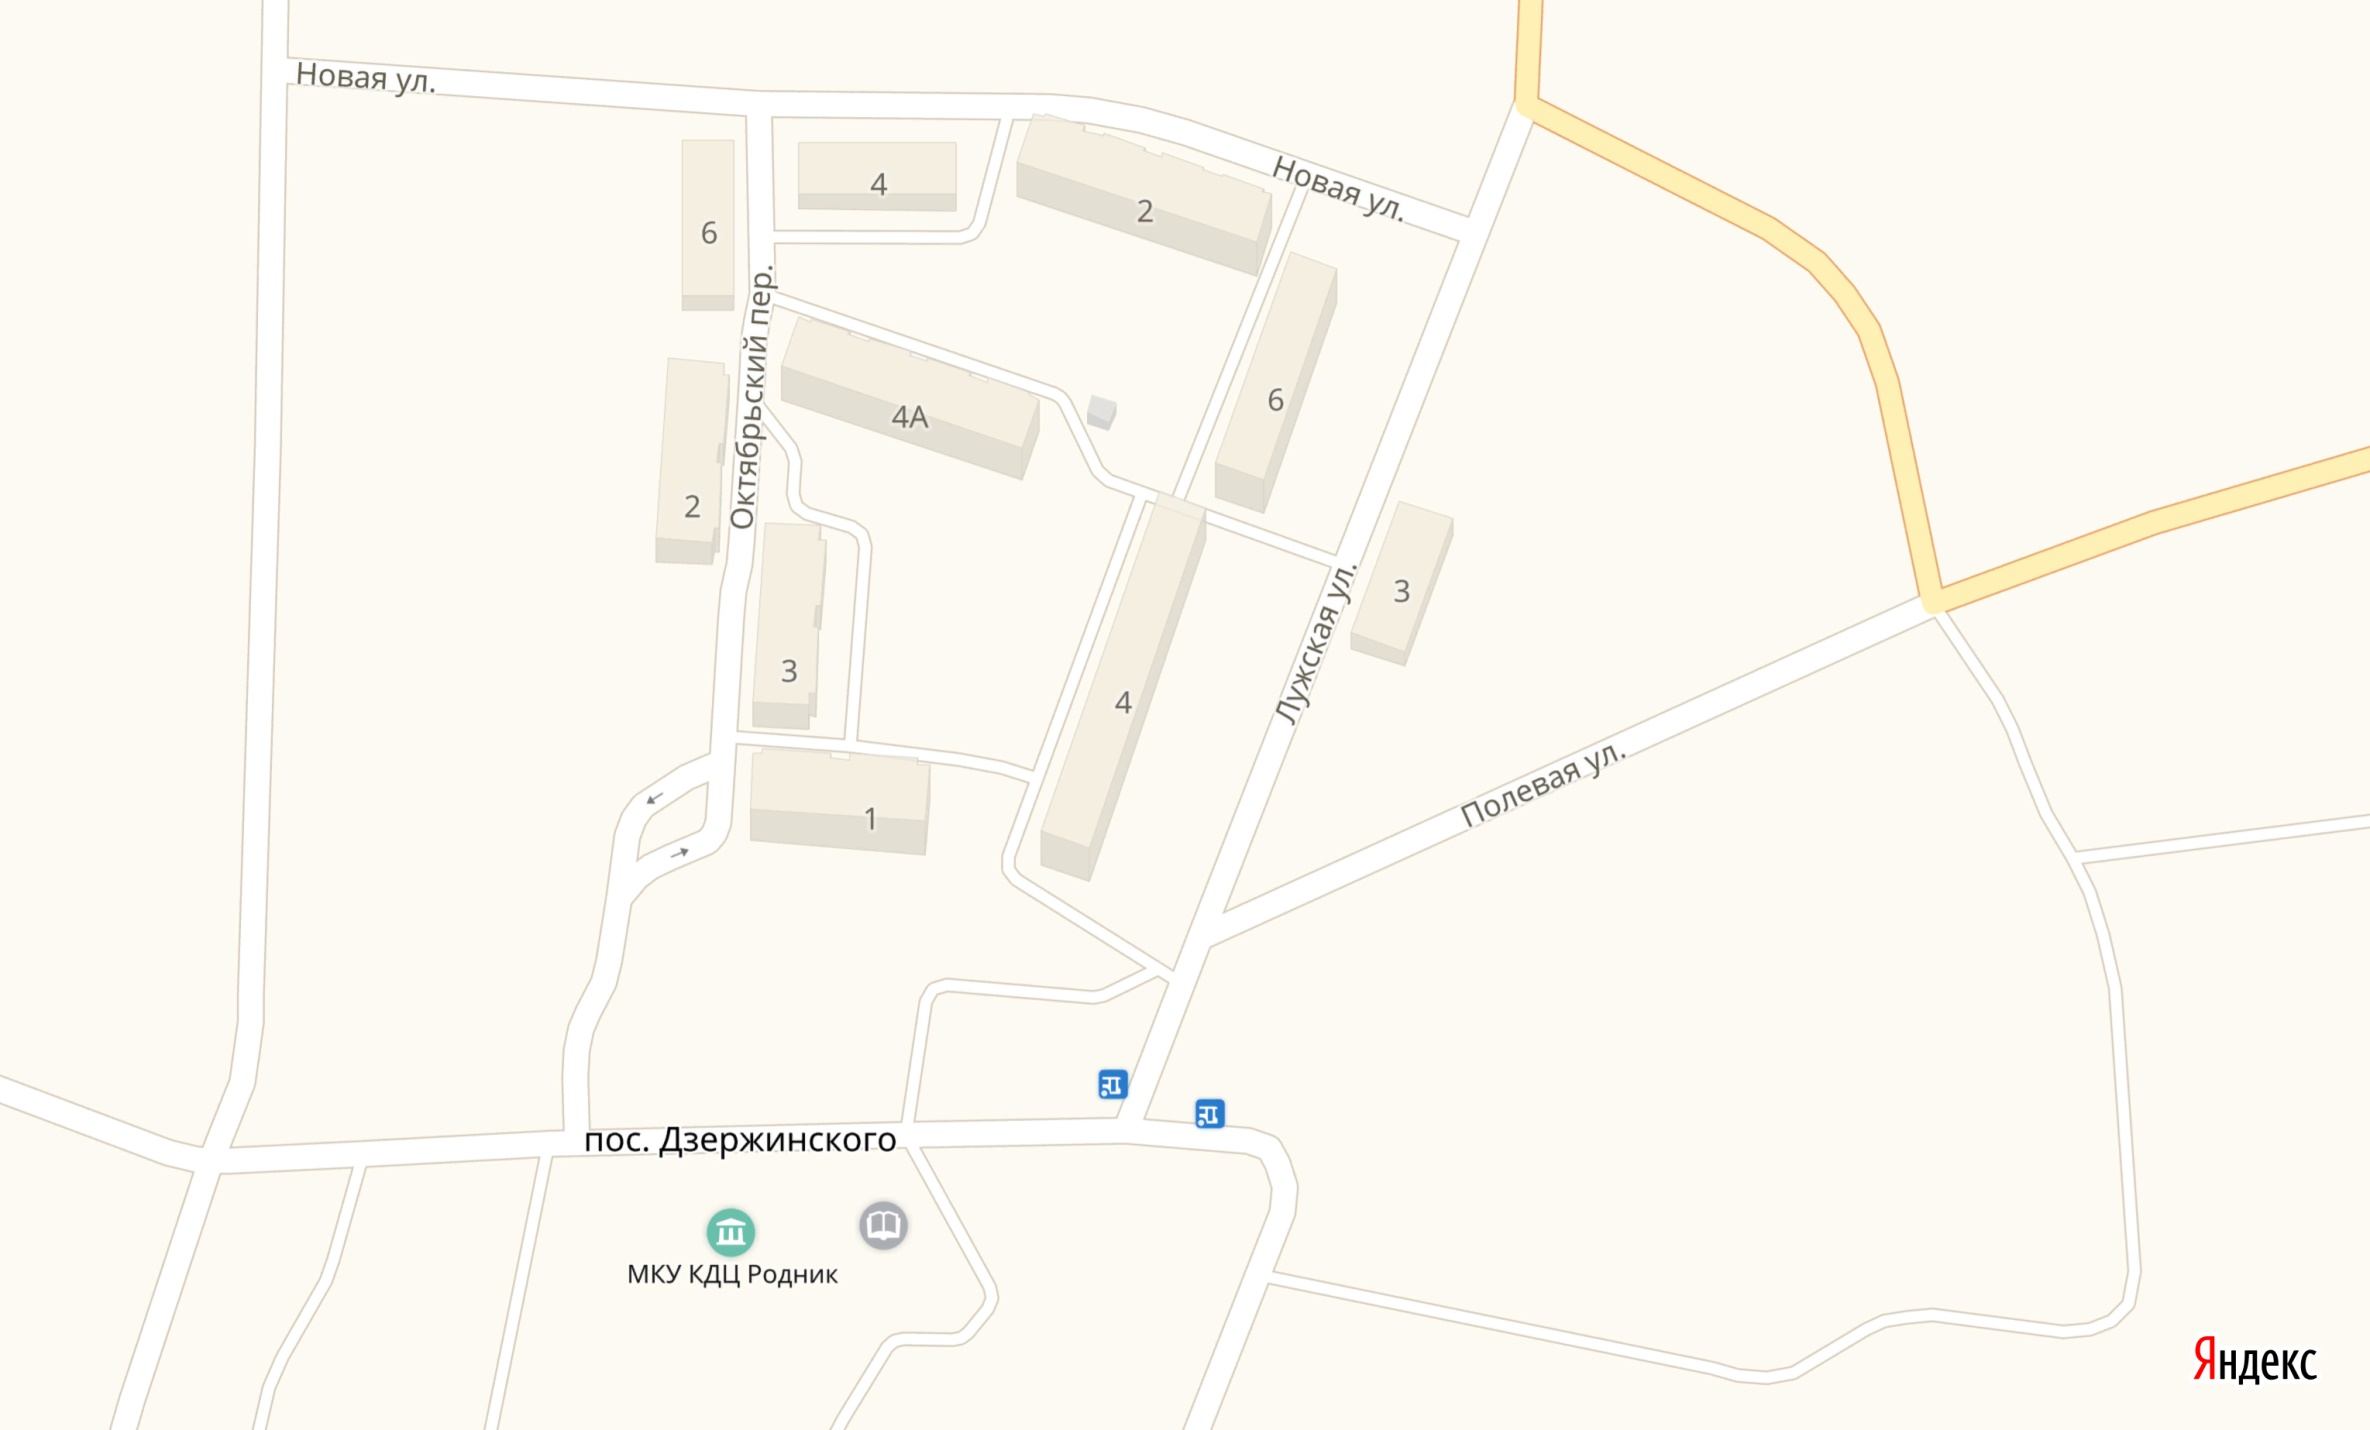 Новая ул.
Новая ул.
4
2
6
Октябрьский пер.
6
4А
2
3
Лужская ул.
3
4
Полевая ул.
1
пос. Дзержинского
МКУ КДЦ Родник
Яндекс